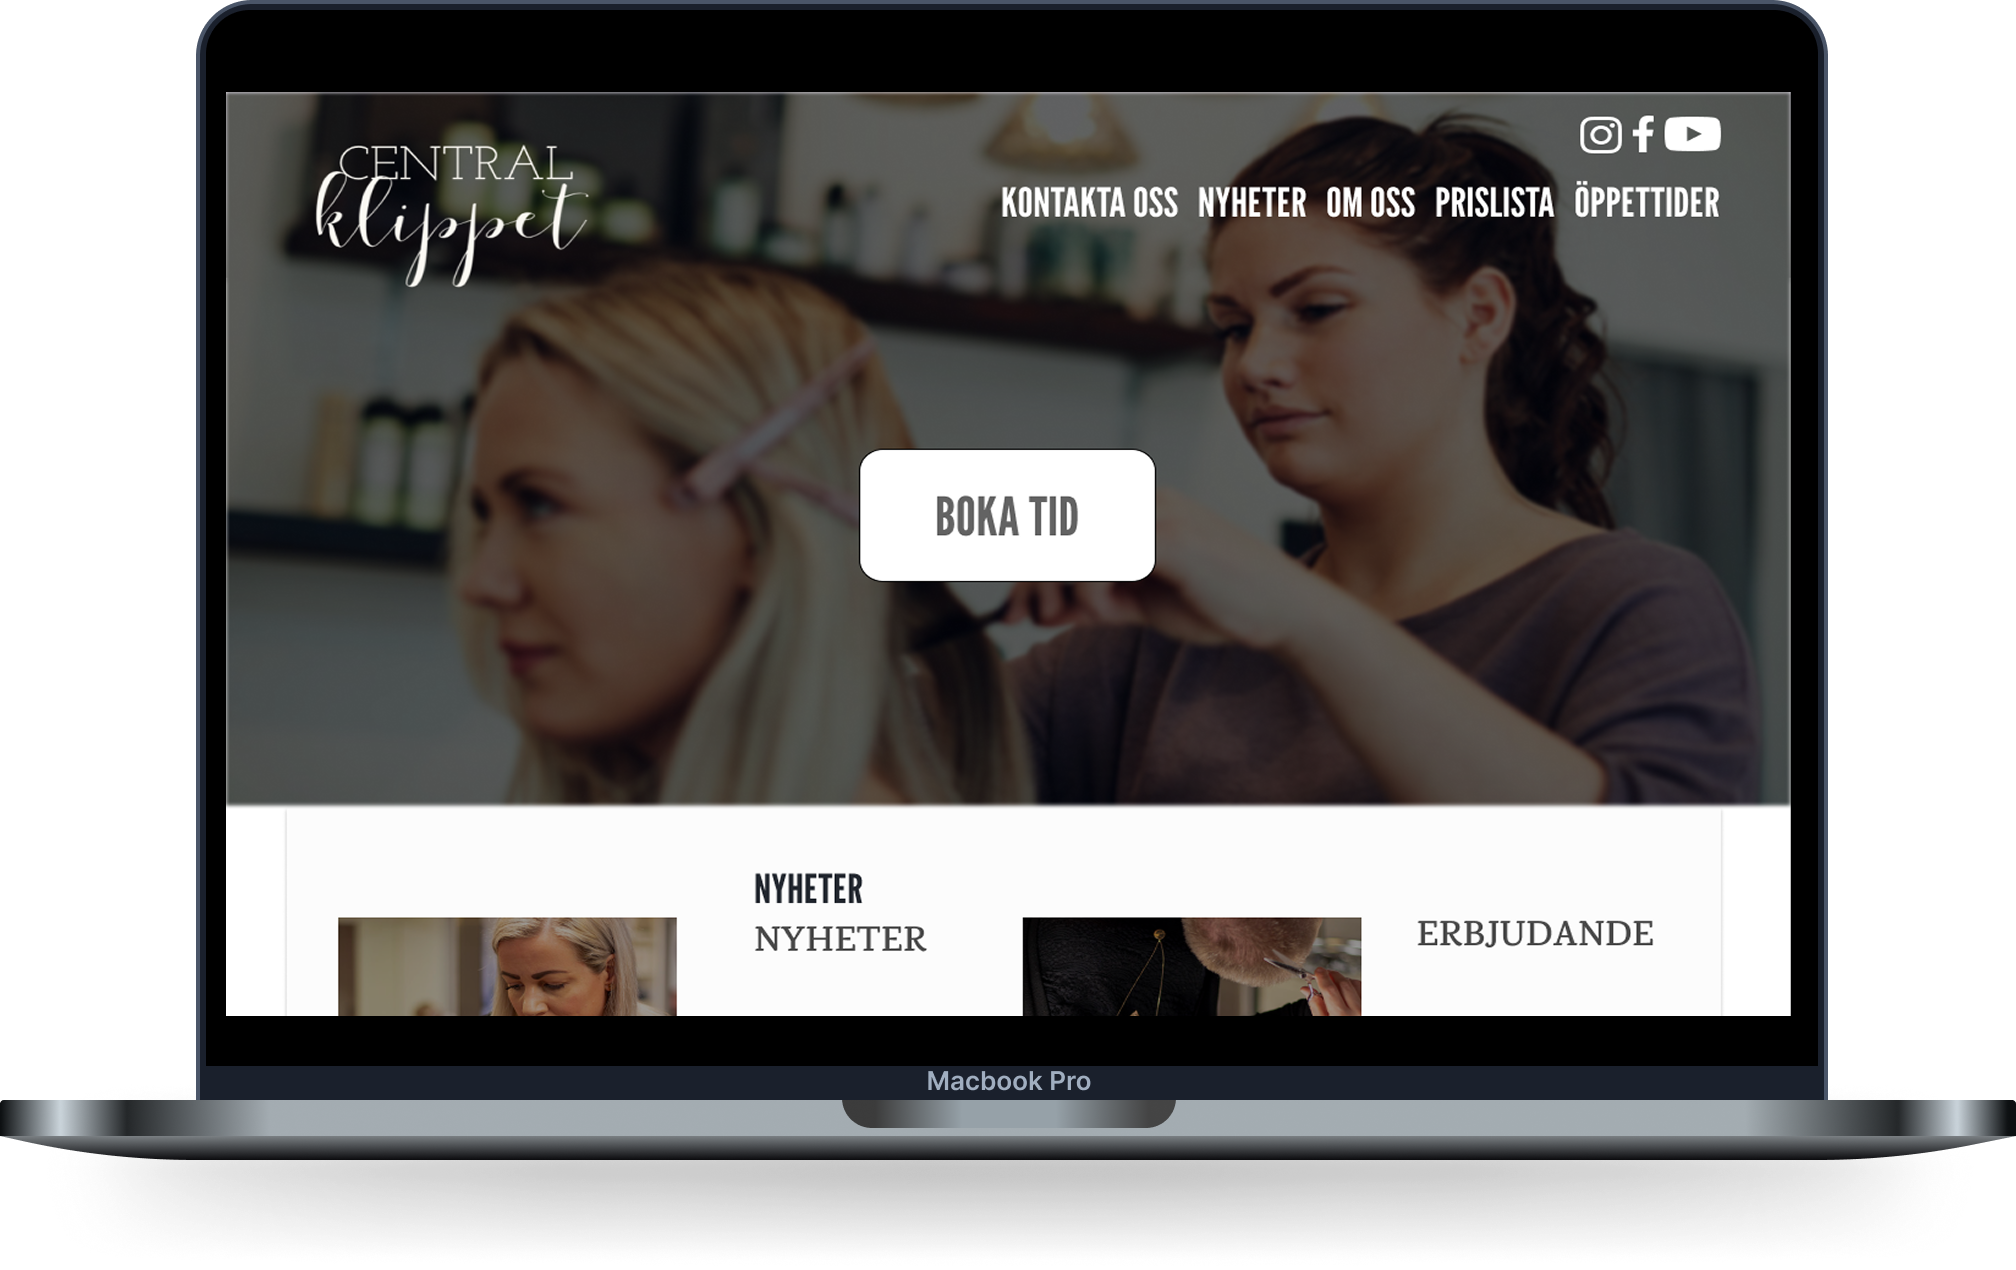 CENTRAL
klippet
KONTAKTA OSS NYHETER OM OSS PRISLISTA ÖPPETTIDER
BOKA TID
NYHETER
NYHETER
ERBJUDANDE
Macbook Pro